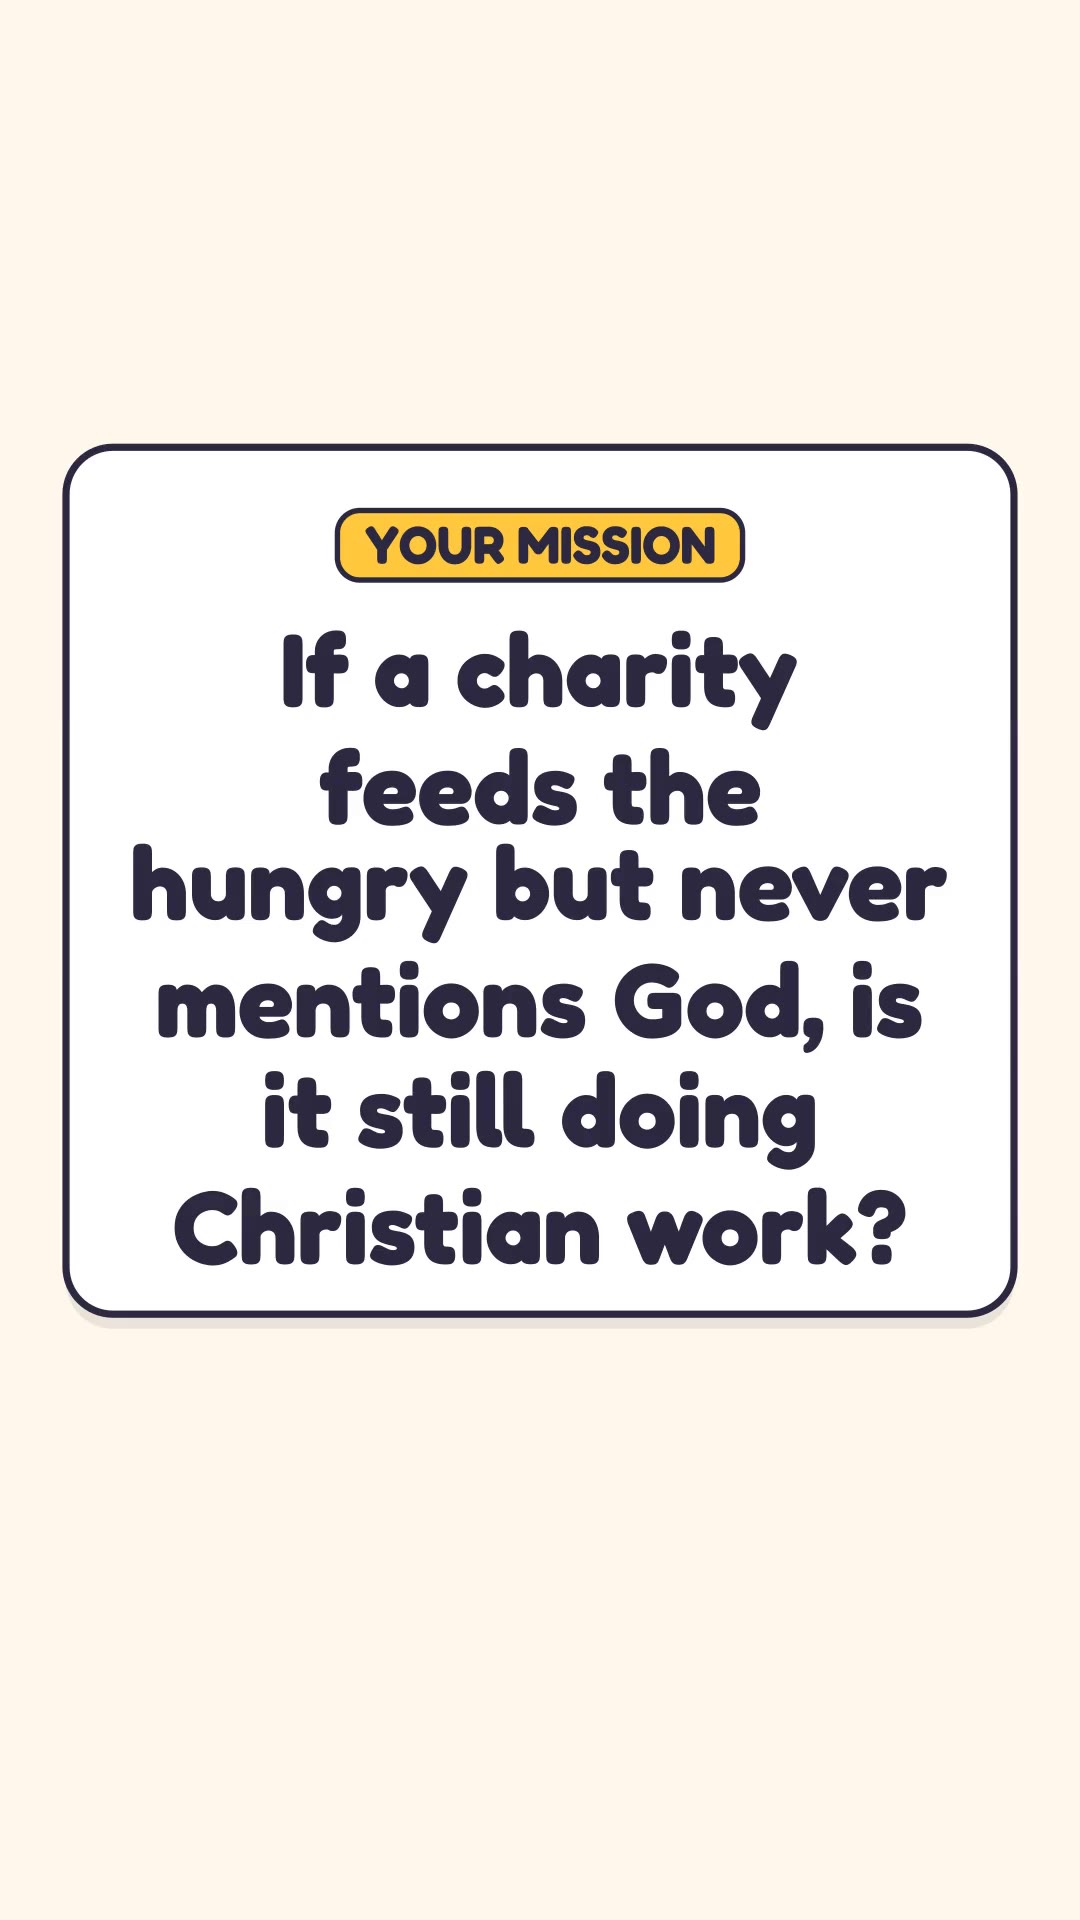 YOUR MISSION
If a charity
feeds the
hungry but never
mentions God, is
it still doing
Christian work?